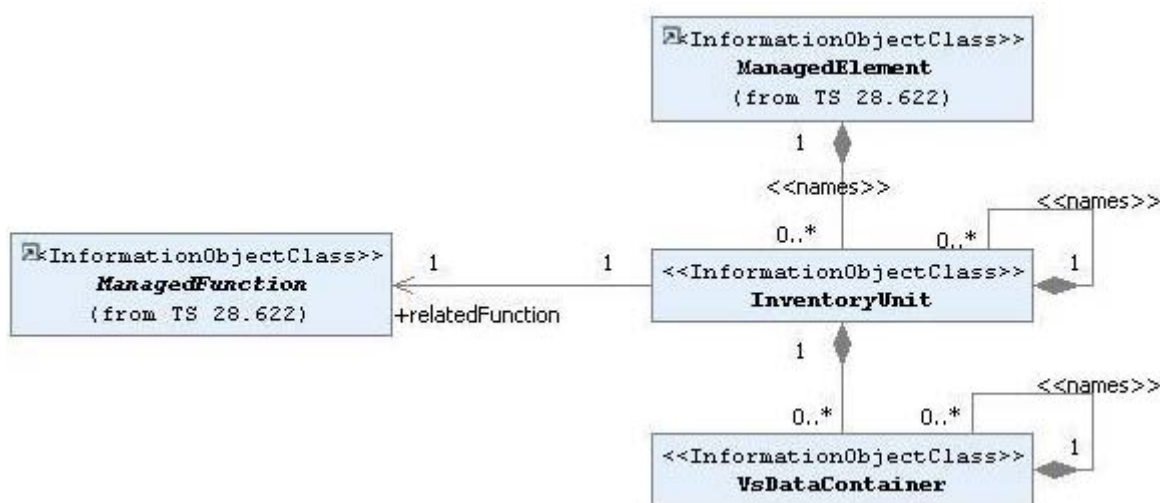 <<InformationObjectClass>>
ManagedElement
(from TS 28.622)
1
<<names>>
<<names>>
0..*
0..*
<<InformationObjectClass>>
ManagedFunction
(from TS 28.622)
1
1
+relatedFunction
<<InformationObjectClass>>
InventoryUnit
1
1
<<names>>
0..*
0..*
<<InformationObjectClass>>
VsDataContainer
1